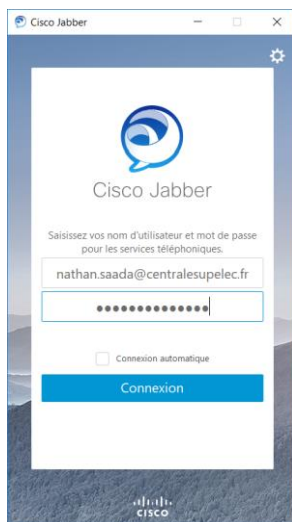 Cisco Jabber
Cisco Jabber
Saisissez vos nom d'utilisateur et mot de passe
pour les services téléphoniques.
nathan.saada@centralesupelec.fr
Connexion automatique
Connexion
CISCO